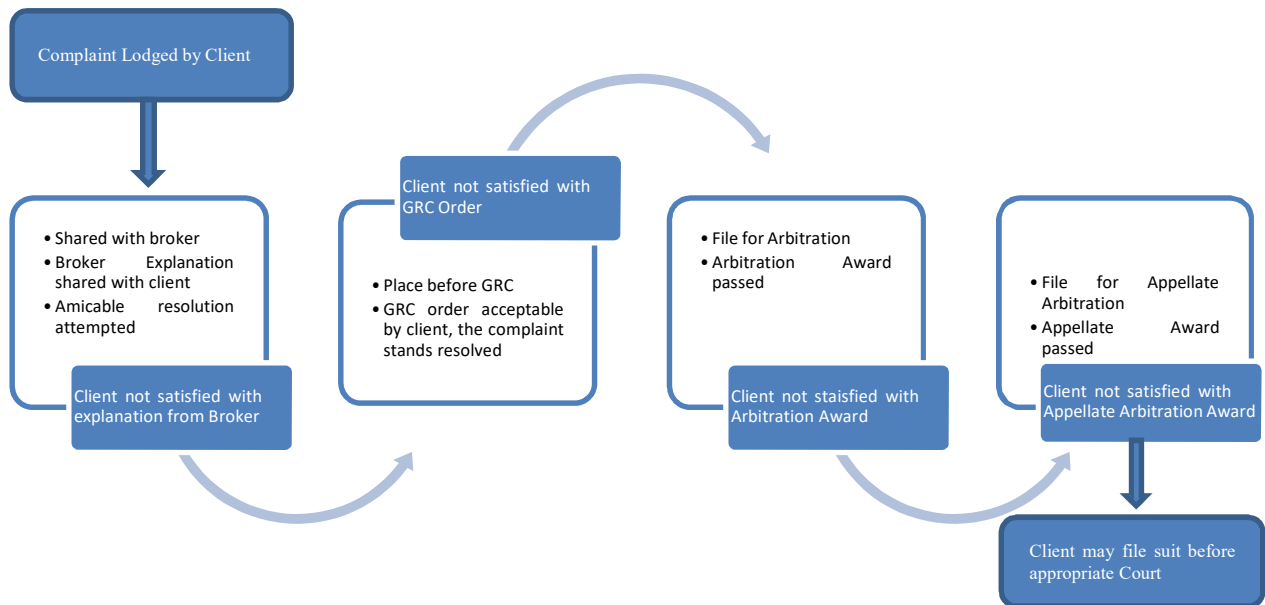 Complaint Lodged by Client
• Shared with broker
• Broker Explanation
shared with client
• Amicable resolution
attempted
Client not satisfied with
explanation from Broker
Client not satisfied with
GRC Order
• Place before GRC
• GRC order acceptable
by client, the complaint
stands resolved
• File for Arbitration
• Arbitration Award
passed
Client not staisfied with
Arbitration Award
• File for Appellate
Arbitration
• Appellate Award
passed
Client not satisfied with
Appellate Arbitration Award
Client may file suit before
appropriate Court